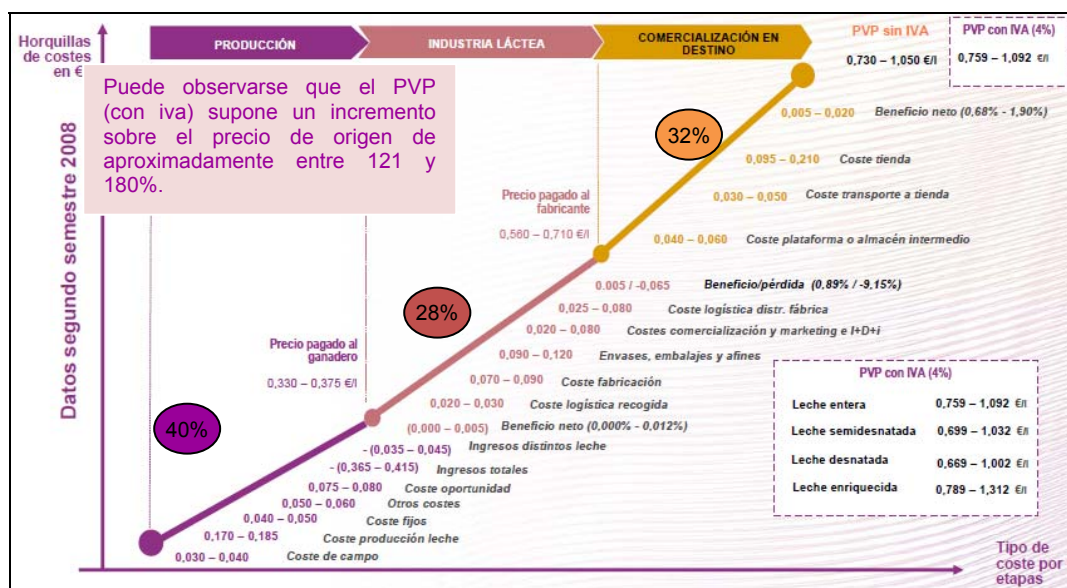 Horquillas
de costes
en €
PRODUCCIÓN
INDUSTRIA LÁCTEA
COMERCIALIZACIÓN EN
DESTINO
PVP sin IVA
0,730 – 1,050 €/l
PVP con IVA (4%)
0,759 – 1,092 €/l
Puede observarse que el PVP
(con iva) supone un incremento
sobre el precio de origen de
aproximadamente entre 121 y
180%.
Datos segundo semestre 2008
32%
0,005 – 0,020 Beneficio neto (0,68% - 1,90%)
0,095 – 0,210 Coste tienda
0,030 – 0,050 Coste transporte a tienda
0,040 – 0,060 Coste plataforma o almacén intermedio
Precio pagado al
fabricante
0,560 – 0,710 €/l
28%
0.005 / -0,065 Beneficio/pérdida (0,89% / -9,15%)
0,025 – 0,080 Coste logística distr. fábrica
0,020 – 0,080 Costes comercialización y marketing e I+D+i
0,090 – 0,120 Envases, embalajes y afines
0,070 – 0,090 Coste fabricación
0,020 – 0,030 Coste logística recogida
Precio pagado al
ganadero
0,330 – 0,375 €/l
40%
(0,000 – 0,005) Beneficio neto (0,000% - 0,012%)
- (0,035 – 0,045) Ingresos distintos leche
- (0,365 – 0,415) Ingresos totales
0,075 – 0,080 Coste oportunidad
0,050 – 0,060 Otros costes
0,040 – 0,050 Coste fijos
0,170 – 0,185 Coste producción leche
0,030 – 0,040 Coste de campo
PVP con IVA (4%)
Leche entera 0,759 – 1,092 €/l
Leche semidesnatada 0,699 – 1,032 €/l
Leche desnatada 0,669 – 1,002 €/l
Leche enriquecida 0,789 – 1,312 €/l
Tipo de
coste por
etapas